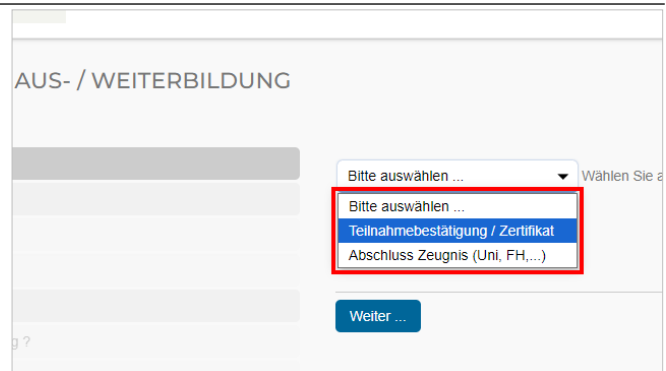 AUS- / WEITERBILDUNG
Bitte auswählen ...
Wählen Sie a
Bitte auswählen ...
Teilnahmebestätigung / Zertifikat
Abschluss Zeugnis (Uni, FH,...)
Weiter ...
g ?